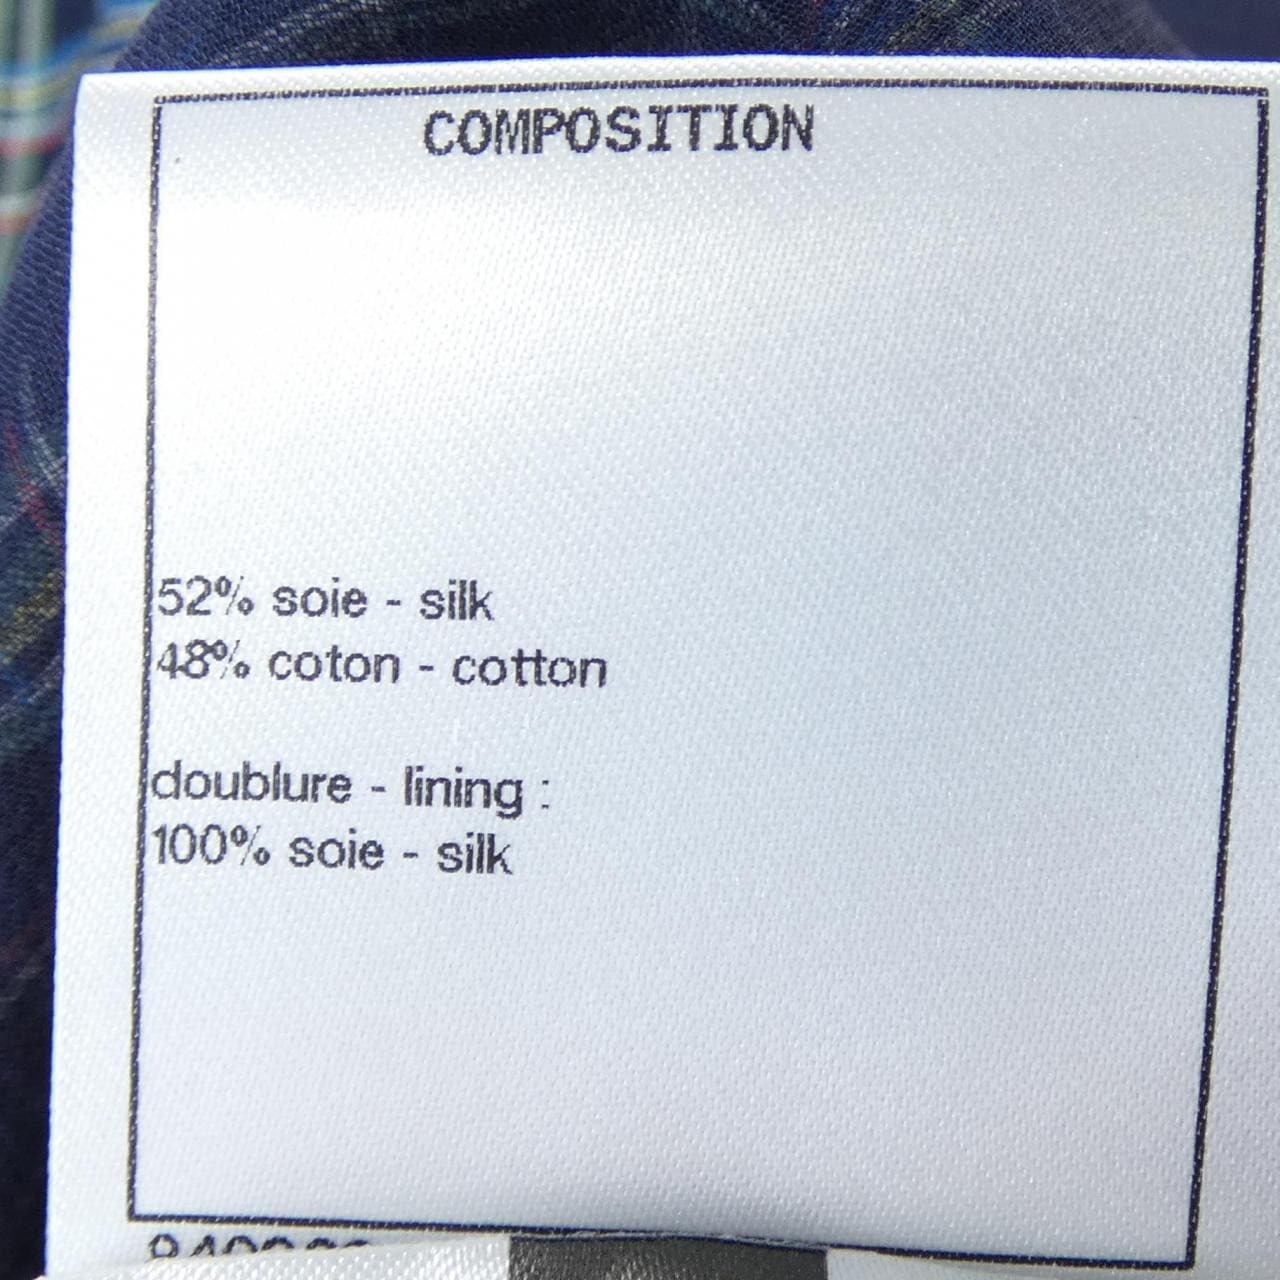 COMPOSITION
52% soie - silk
48% coton - cotton
doublure - lining :
100% soie - silk